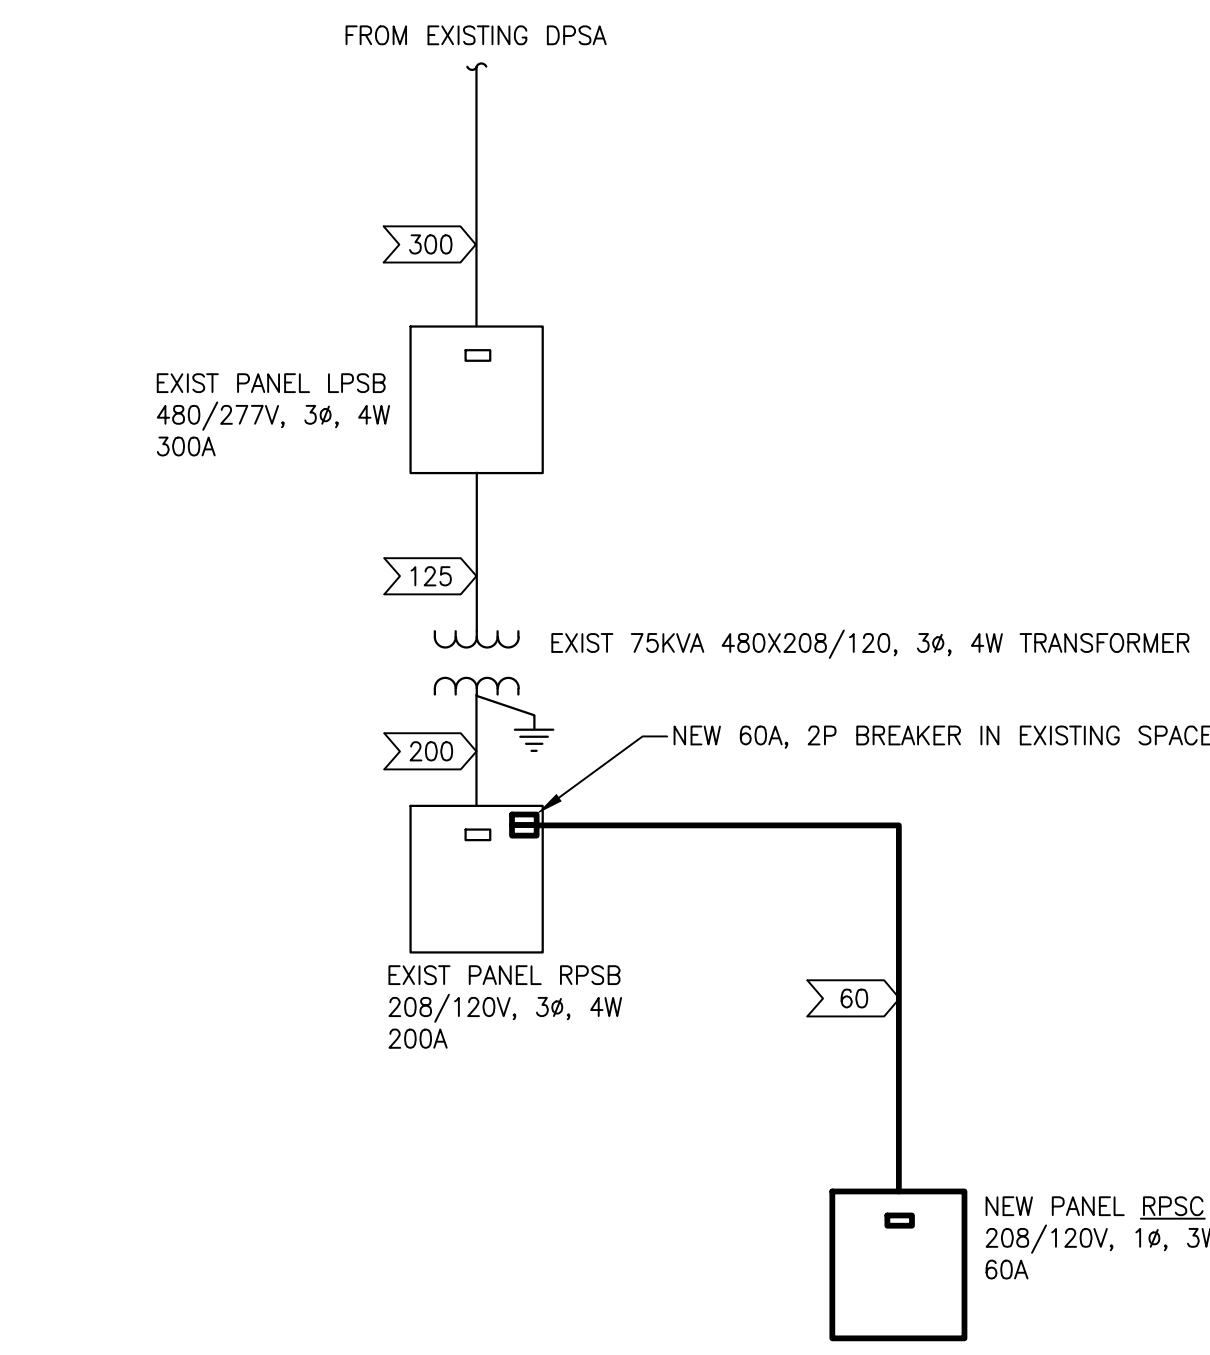 FROM EXISTING DPSA
300
EXIST PANEL LPSB
480/277V, 3ø, 4W
300A
125
EXIST 75KVA 480X208/120, 3ø, 4W TRANSFORMER
200
NEW 60A, 2P BREAKER IN EXISTING SPACE
EXIST PANEL RPSB
208/120V, 3ø, 4W
200A
60
NEW PANEL RPSC
208/120V, 1ø, 3W
60A